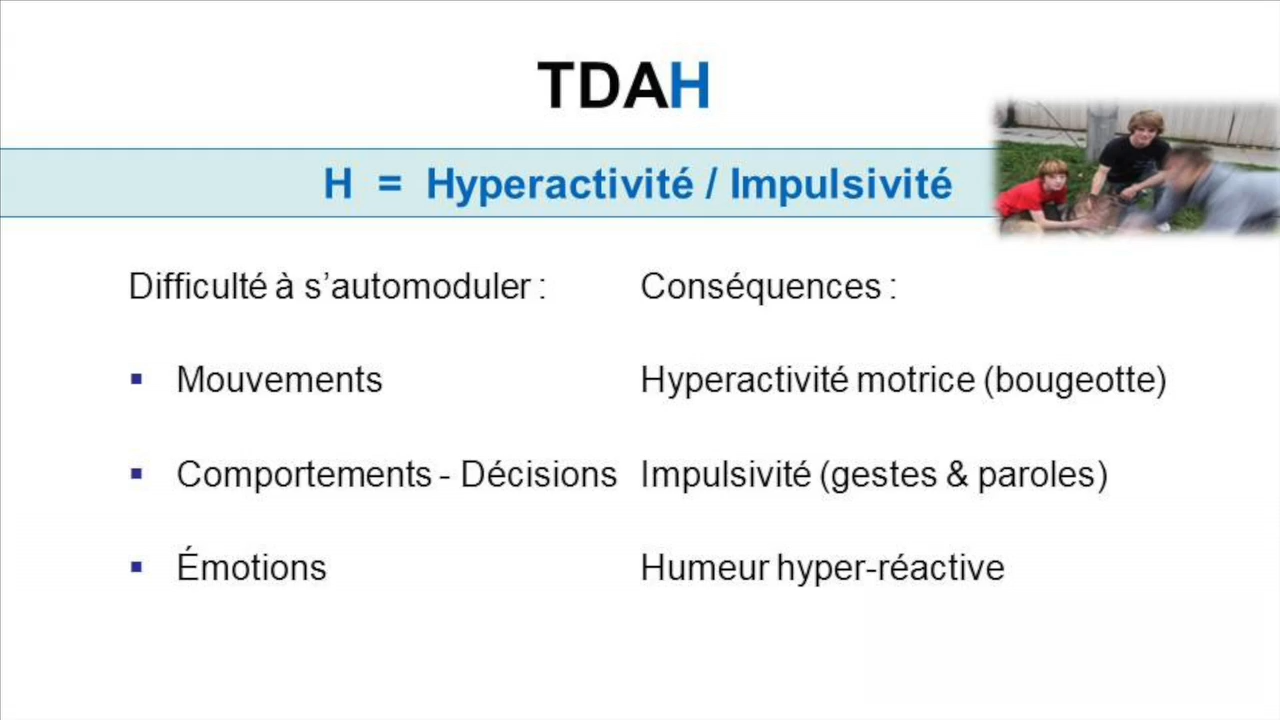 TDAH
H = Hyperactivité / Impulsivité
Difficulté à s’automoduler :
Conséquences :
▪ Mouvements
Hyperactivité motrice (bougeotte)
▪ Comportements - Décisions
Impulsivité (gestes & paroles)
▪ Émotions
Humeur hyper-réactive